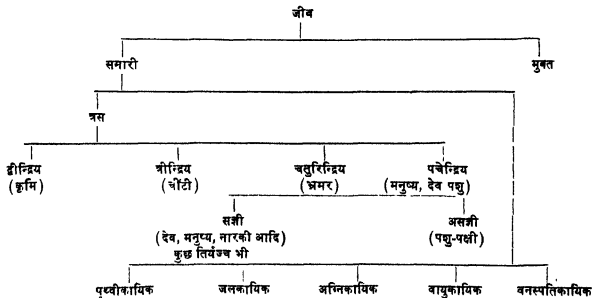 जीव
समारी मुक्त
त्रस
द्वीन्द्रिय त्रीन्द्रिय चतुरिन्द्रिय पचेन्द्रिय
(कृमि) (चींटी) (भ्रमर) (मनुष्य, देव पशु)
सज्ञी असज्ञी
(देव, मनुष्य, नारकी आदि) (पशु-पक्षी)
कुछ तिर्यञ्च भी
पृथ्वीकायिक जलकायिक अग्निकायिक वायुकायिक वनस्पतिकायिक